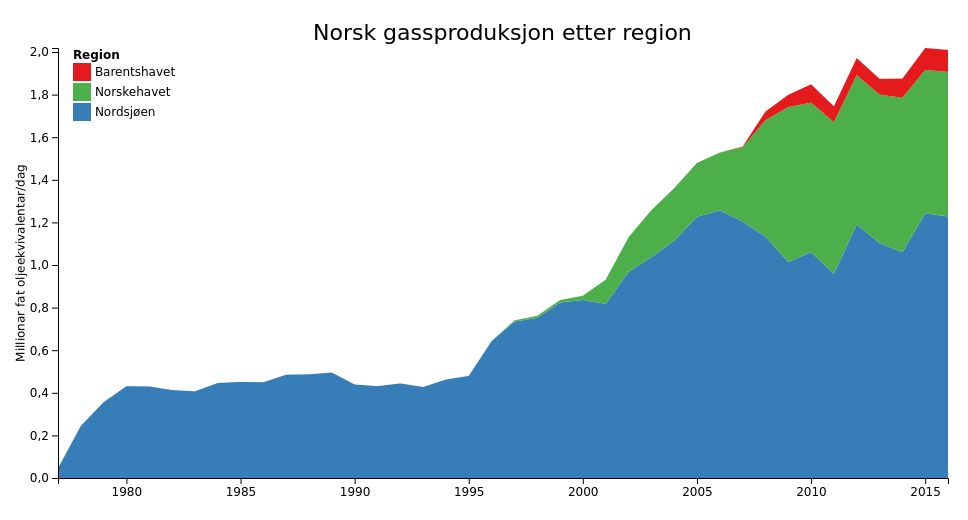 Norsk gassproduksjon etter region
Region
Barentshavet
Norskehavet
Nordsjøen
Millionar fat oljeekvivalentar/dag
2,0
1,8
1,6
1,4
1,2
1,0
0,8
0,6
0,4
0,2
0,0
1980 1985 1990 1995 2000 2005 2010 2015